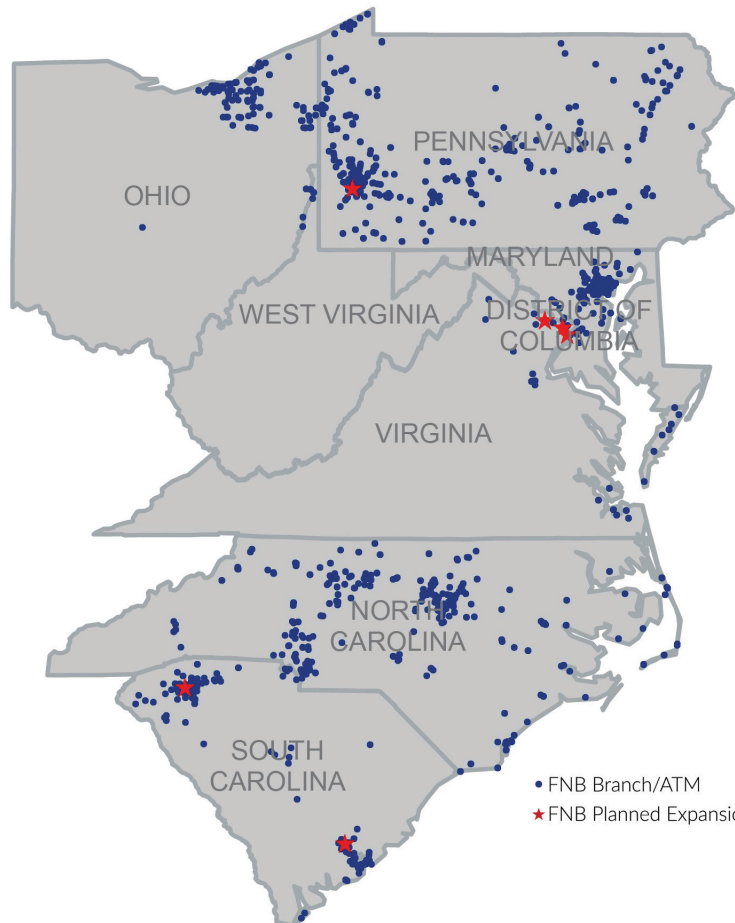 PENNSYLVANIA
OHIO
MARYLAND
WEST VIRGINIA
DISTRICT OF
COLUMBIA
VIRGINIA
NORTH
CAROLINA
SOUTH
CAROLINA
FNB Branch/ATM
FNB Planned Expansio